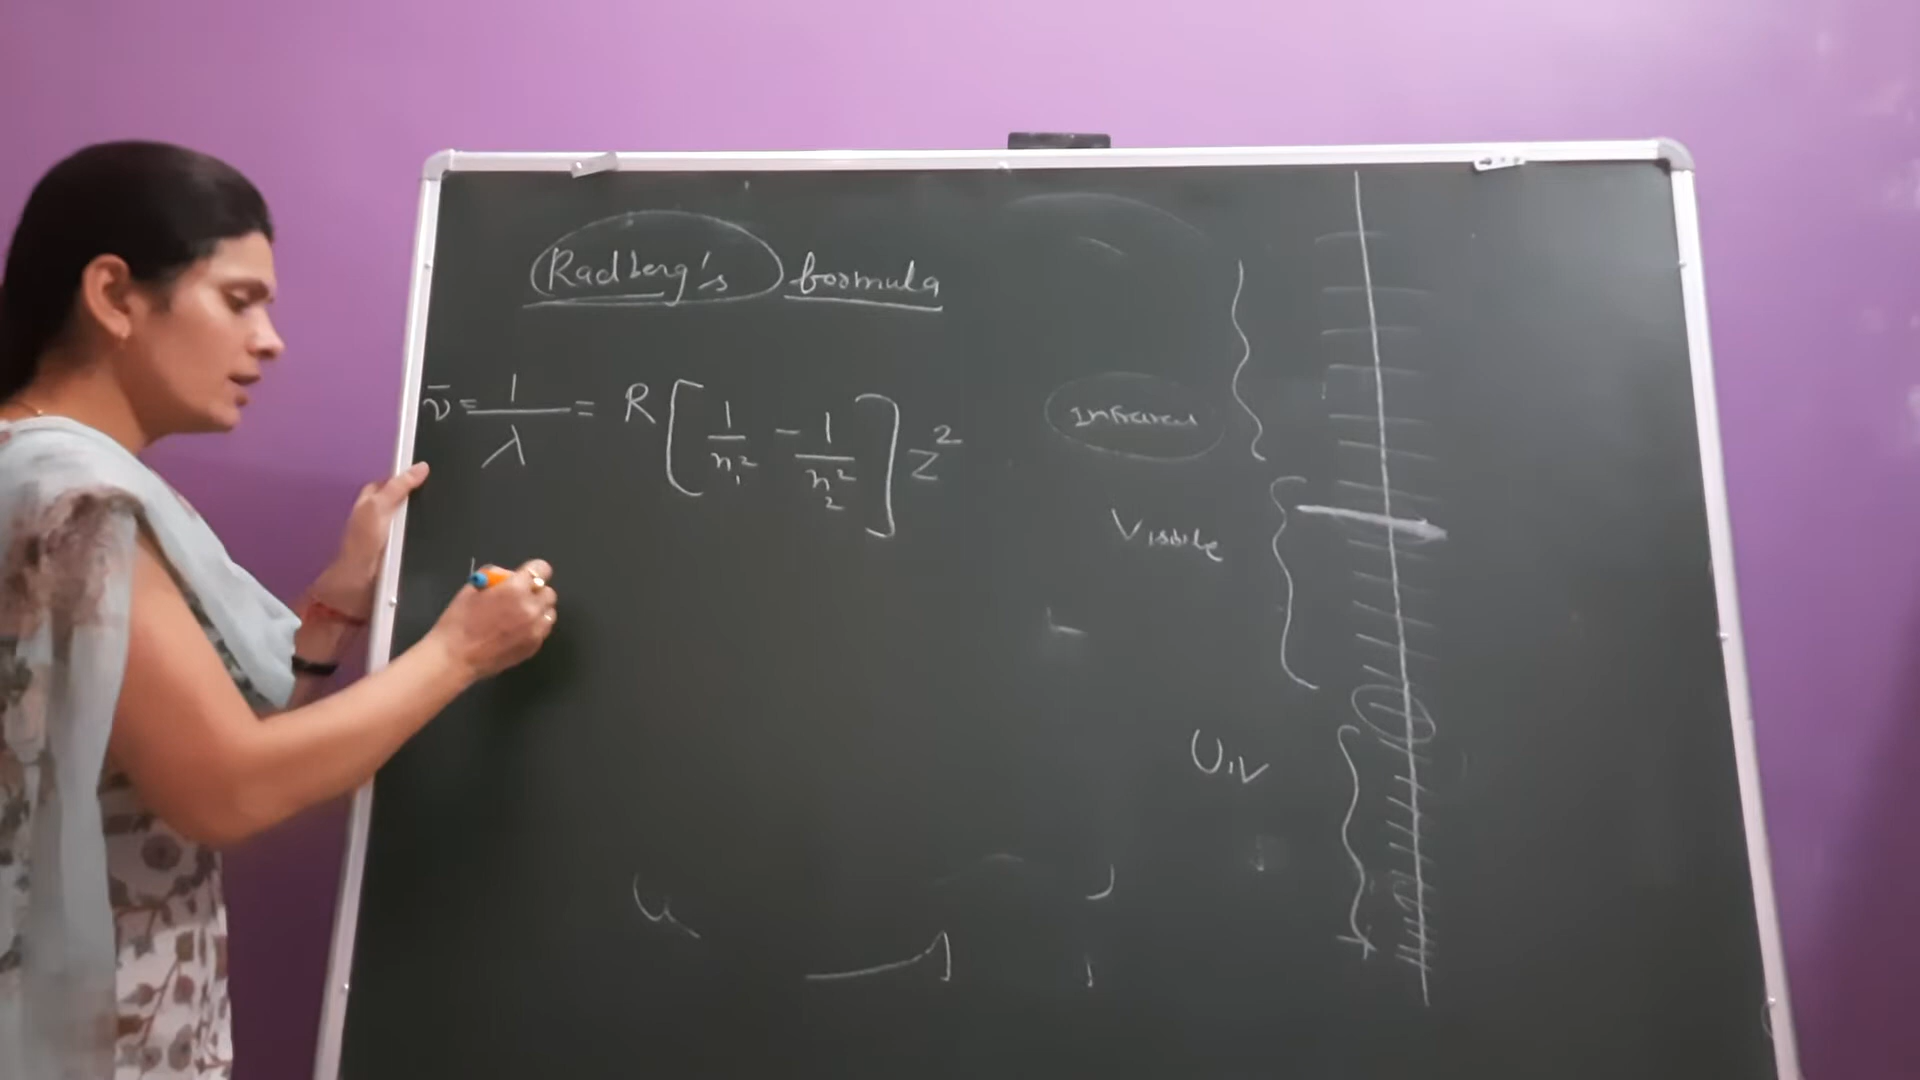 Radberg's formula
ν̅ = 1/λ = R [ 1/n₁² - 1/n₂² ] Z²
Infrared
Visible
U.V